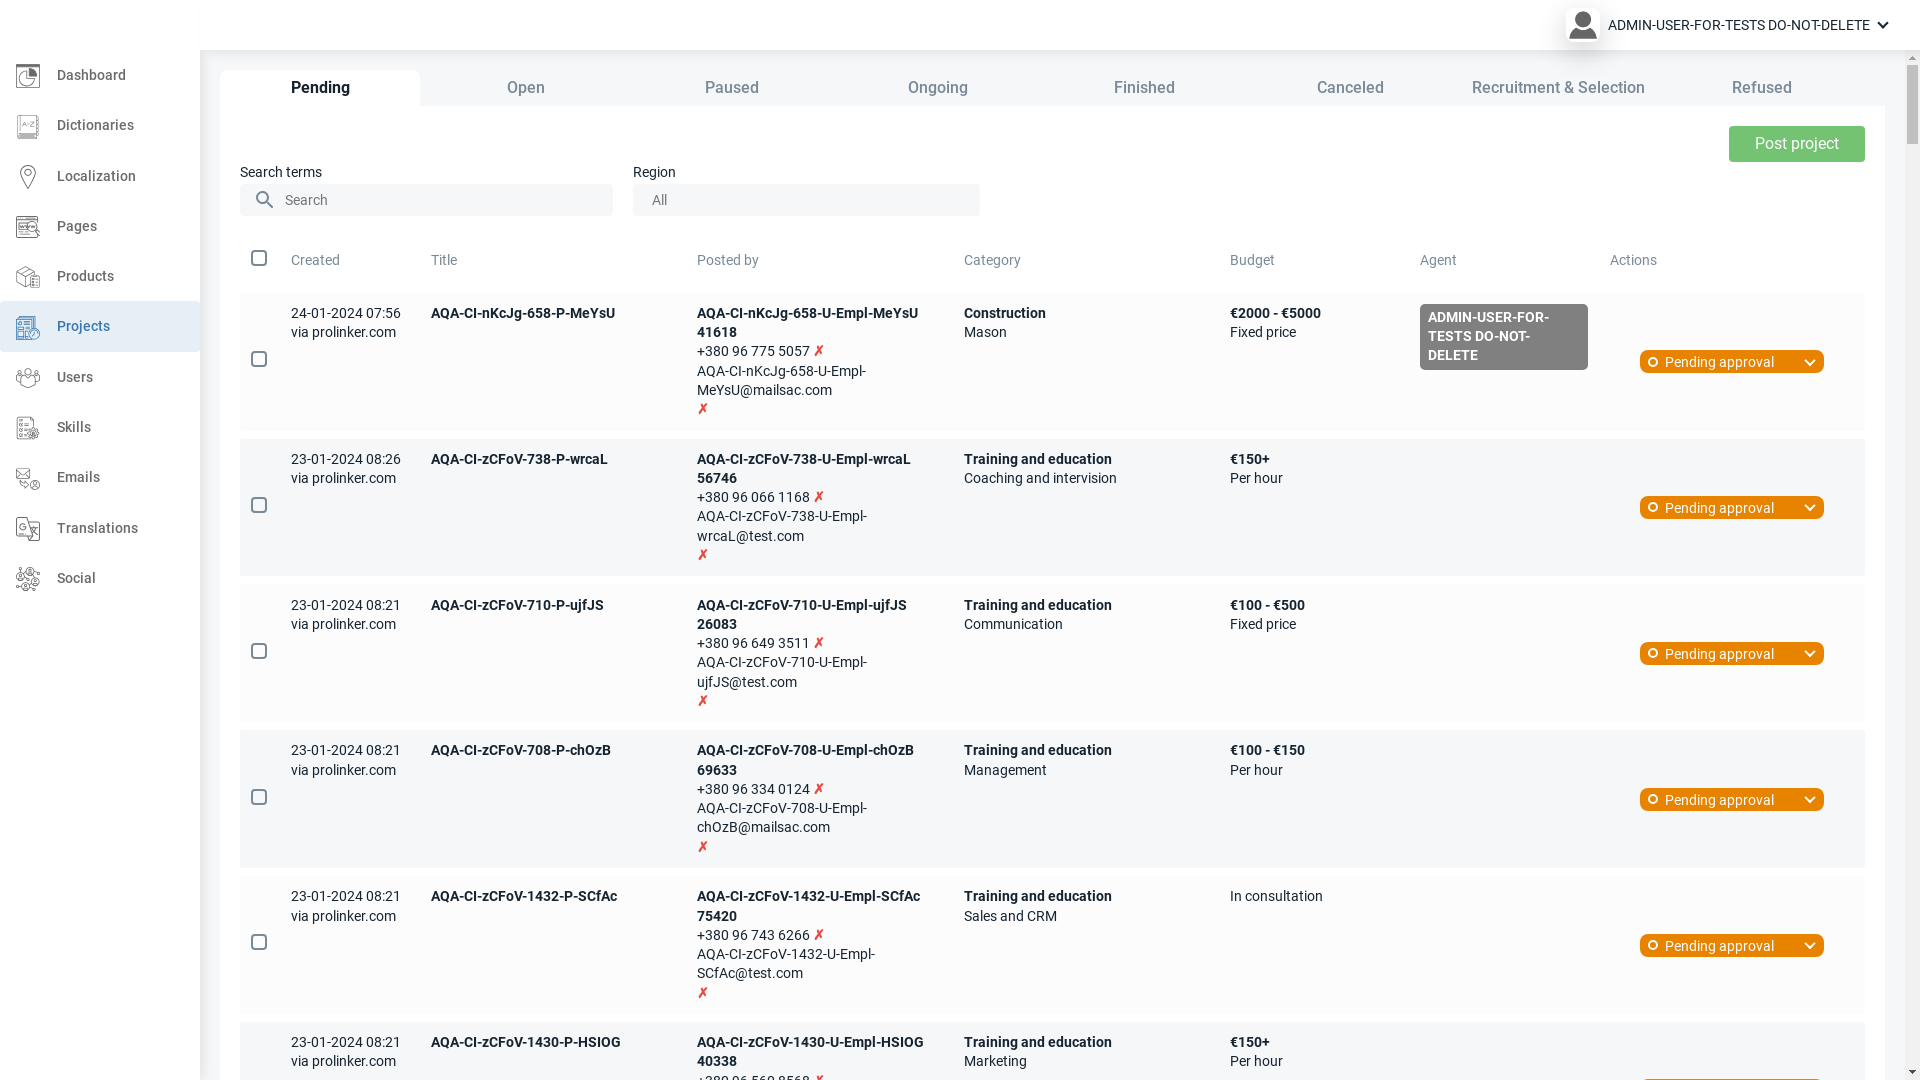 ADMIN-USER-FOR-TESTS DO-NOT-DELETE
Dashboard
Dictionaries
Localization
Pages
Products
Projects
Users
Skills
Emails
Translations
Social
Pending Open Paused Ongoing Finished Canceled Recruitment & Selection Refused
Post project
Search terms Region
Search All
Created Title Posted by Category Budget Agent Actions
24-01-2024 07:56
via prolinker.com
AQA-CI-nKcJg-658-P-MeYsU
AQA-CI-nKcJg-658-U-Empl-MeYsU
41618
+380 96 775 5057 ✗
AQA-CI-nKcJg-658-U-Empl-
MeYsU@mailsac.com
✗
Construction
Mason
€2000 - €5000
Fixed price
ADMIN-USER-FOR-
TESTS DO-NOT-
DELETE
Pending approval
23-01-2024 08:26
via prolinker.com
AQA-CI-zCFoV-738-P-wrcaL
AQA-CI-zCFoV-738-U-Empl-wrcaL
56746
+380 96 066 1168 ✗
AQA-CI-zCFoV-738-U-Empl-
wrcaL@test.com
✗
Training and education
Coaching and intervision
€150+
Per hour
Pending approval
23-01-2024 08:21
via prolinker.com
AQA-CI-zCFoV-710-P-ujfJS
AQA-CI-zCFoV-710-U-Empl-ujfJS
26083
+380 96 649 3511 ✗
AQA-CI-zCFoV-710-U-Empl-
ujfJS@test.com
✗
Training and education
Communication
€100 - €500
Fixed price
Pending approval
23-01-2024 08:21
via prolinker.com
AQA-CI-zCFoV-708-P-chOzB
AQA-CI-zCFoV-708-U-Empl-chOzB
69633
+380 96 334 0124 ✗
AQA-CI-zCFoV-708-U-Empl-
chOzB@mailsac.com
✗
Training and education
Management
€100 - €150
Per hour
Pending approval
23-01-2024 08:21
via prolinker.com
AQA-CI-zCFoV-1432-P-SCfAc
AQA-CI-zCFoV-1432-U-Empl-SCfAc
75420
+380 96 743 6266 ✗
AQA-CI-zCFoV-1432-U-Empl-
SCfAc@test.com
✗
Training and education
Sales and CRM
In consultation
Pending approval
23-01-2024 08:21
via prolinker.com
AQA-CI-zCFoV-1430-P-HSIOG
AQA-CI-zCFoV-1430-U-Empl-HSIOG
40338
Training and education
Marketing
€150+
Per hour